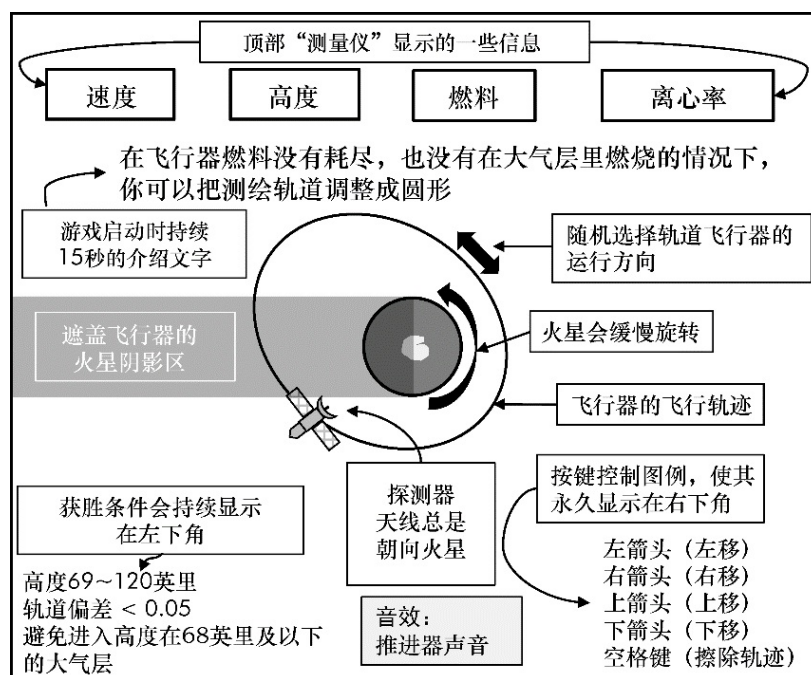 顶部“测量仪”显示的一些信息
速度
高度
燃料
离心率
在飞行器燃料没有耗尽，也没有在大气层里燃烧的情况下，
你可以把测绘轨道调整成圆形
游戏启动时持续
15秒的介绍文字
随机选择轨道飞行器的
运行方向
遮盖飞行器的
火星阴影区
火星会缓慢旋转
飞行器的飞行轨迹
探测器
天线总是
朝向火星
按键控制图例，使其
永久显示在右下角
获胜条件会持续显示
在左下角
高度69～120英里
轨道偏差 < 0.05
避免进入高度在68英里及以下
的大气层
音效：
推进器声音
左箭头（左移）
右箭头（右移）
上箭头（上移）
下箭头（下移）
空格键（擦除轨迹）